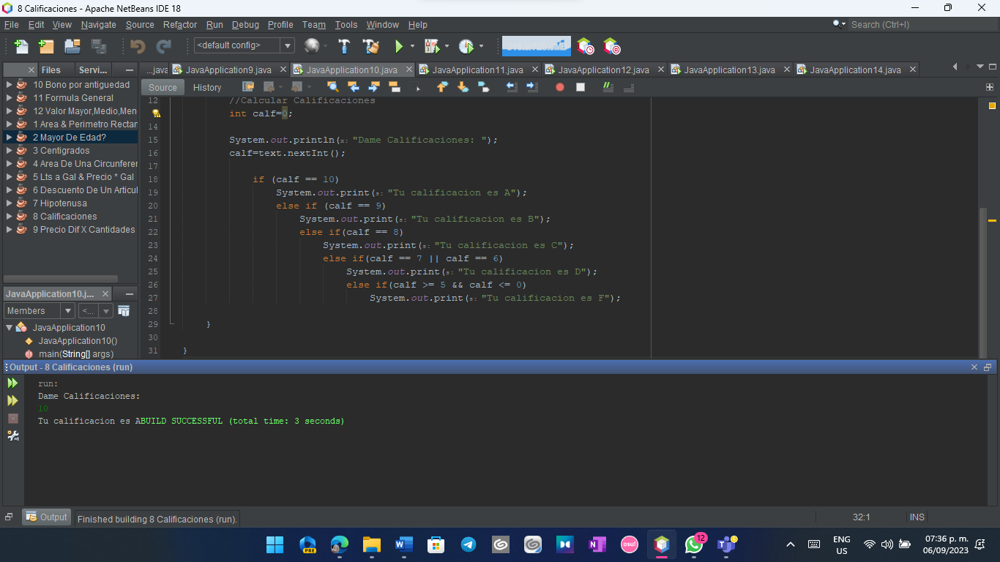 8 Calificaciones - Apache NetBeans IDE 18
File Edit View Navigate Source Refactor Run Debug Profile Team Tools Window Help
Search (Ctrl+I)
<default config>
Files Servi... ...java JavaApplication9.java JavaApplication10.java JavaApplication11.java JavaApplication12.java JavaApplication13.java JavaApplication14.java
Source History
10 Bono por antiguedad
11 Formula General
12 Valor Mayor,Medio,Men
1 Area & Perimetro Rectar
2 Mayor De Edad?
3 Centigrados
4 Area De Una Circunferer
5 Lts a Gal & Precio * Gal
6 Descuento De Un Articul
7 Hipotenusa
8 Calificaciones
9 Precio Dif X Cantidades
JavaApplication10.j...
Members <...
JavaApplication10
JavaApplication10()
main(String[] args)
12 //Calcular Calificaciones
int calf=0;
14
15 System.out.println(x: "Dame Calificaciones: ");
16 calf=text.nextInt();
17
18 if (calf == 10)
19 System.out.print(s: "Tu calificacion es A");
20 else if (calf == 9)
21 System.out.print(s: "Tu calificacion es B");
22 else if(calf == 8)
23 System.out.print(s: "Tu calificacion es C");
24 else if(calf == 7 || calf == 6)
25 System.out.print(s: "Tu calificacion es D");
26 else if(calf >= 5 && calf <= 0)
27 System.out.print(s: "Tu calificacion es F");
28
29 }
30
31 }
Output - 8 Calificaciones (run)
run:
Dame Calificaciones:
10
Tu calificacion es ABUILD SUCCESSFUL (total time: 3 seconds)
Output Finished building 8 Calificaciones (run). 32:1 INS
PRE
osu!
12
ENG
US
07:36 p. m.
06/09/2023